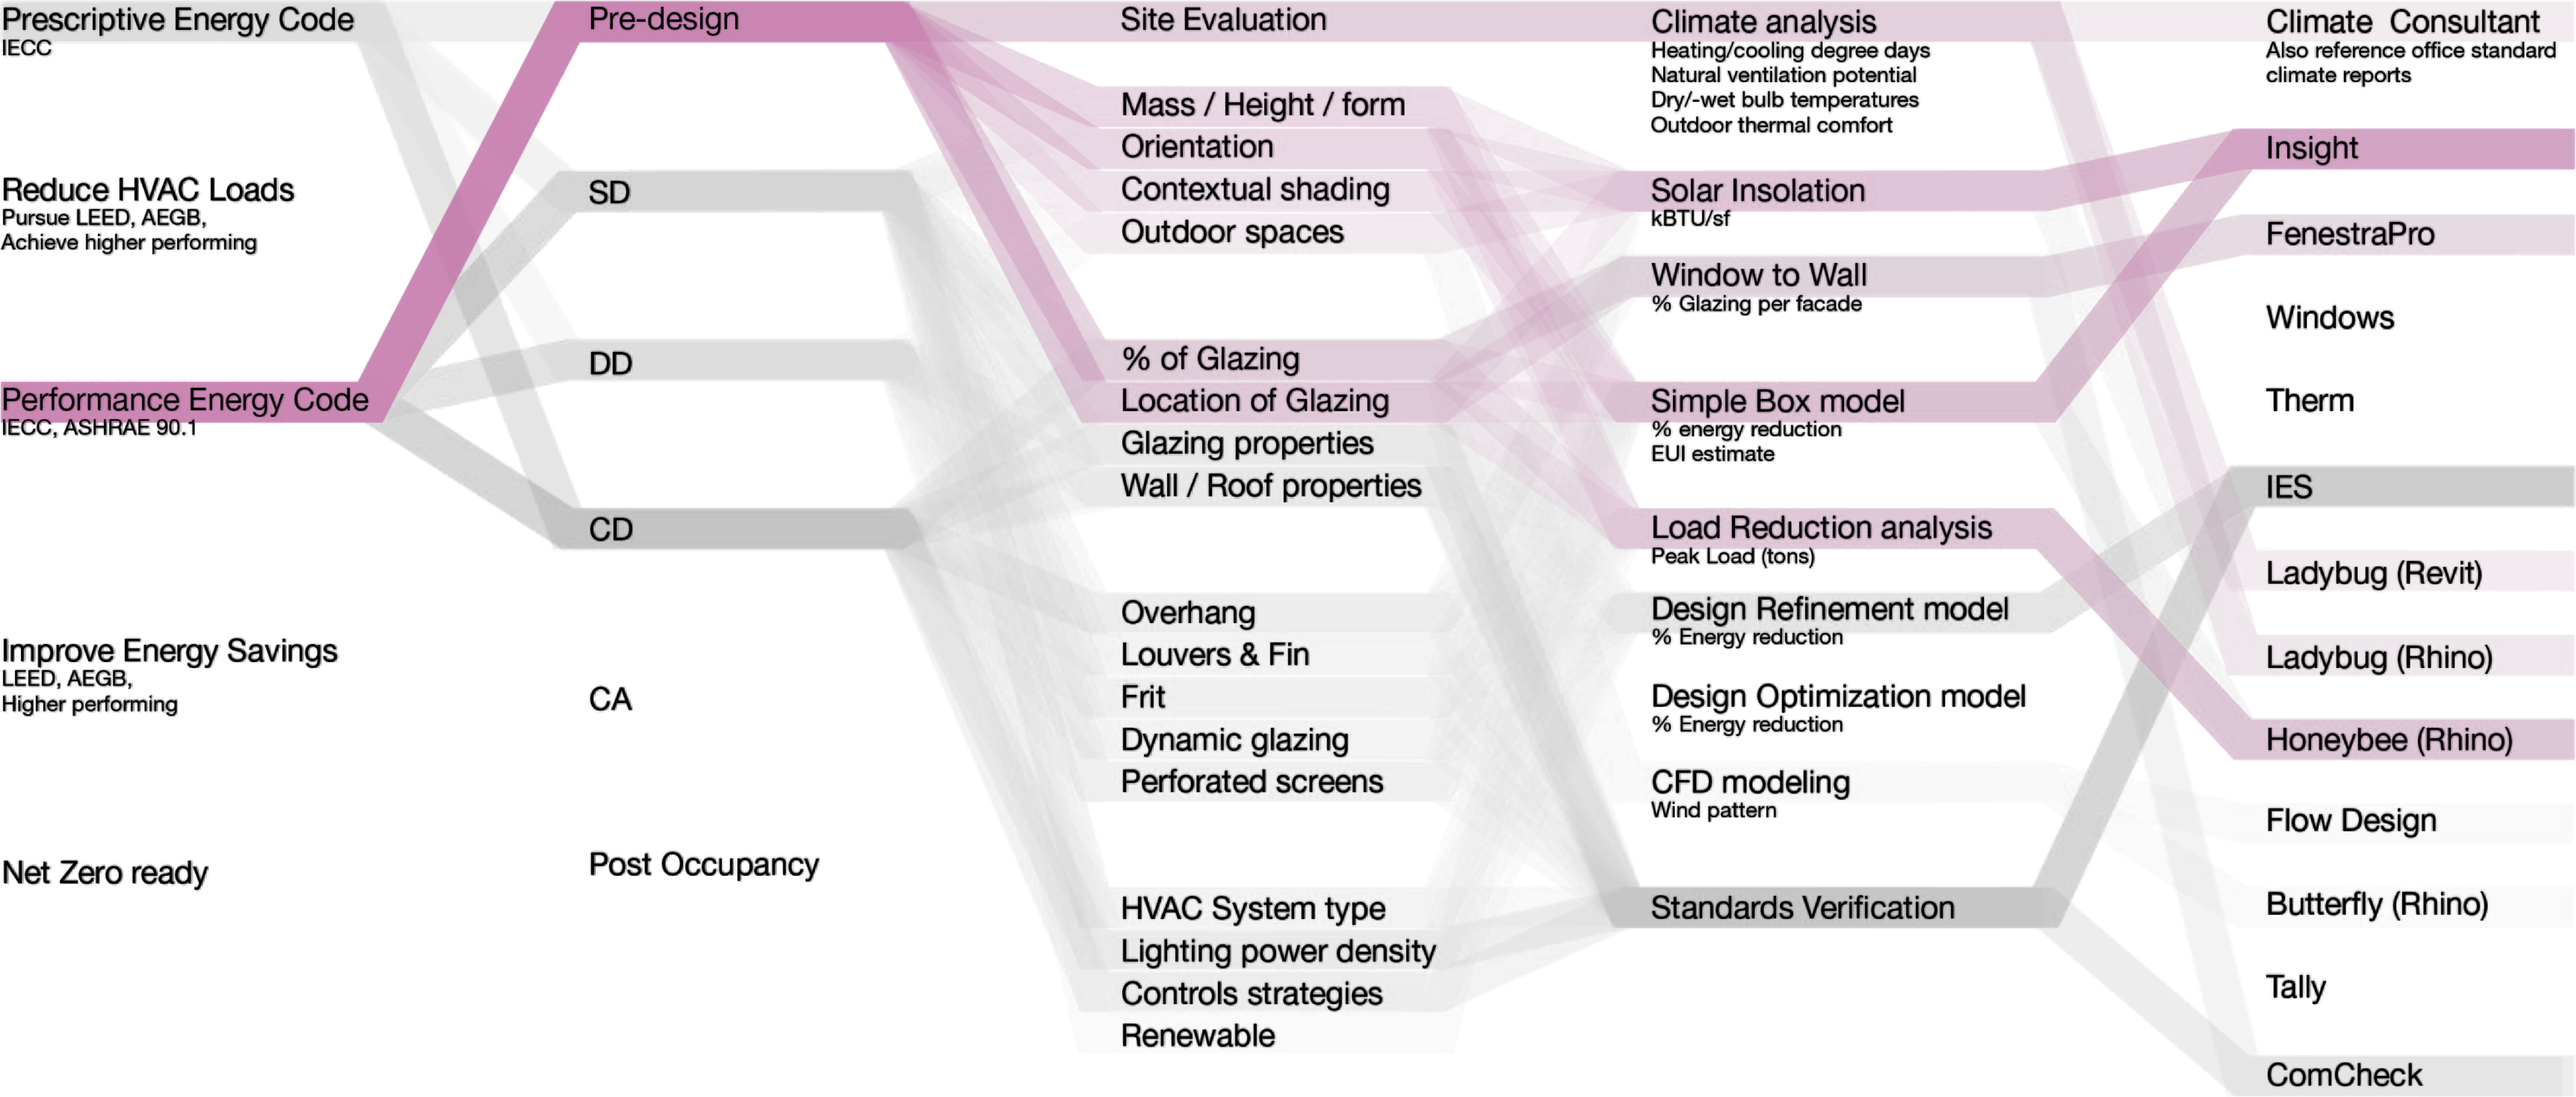 Prescriptive Energy Code
IECC
Reduce HVAC Loads
Pursue LEED, AEGB,
Achieve higher performing
Performance Energy Code
IECC, ASHRAE 90.1
Improve Energy Savings
LEED, AEGB,
Higher performing
Net Zero ready
Pre-design
SD
DD
CD
CA
Post Occupancy
Site Evaluation
Mass / Height / form
Orientation
Contextual shading
Outdoor spaces
% of Glazing
Location of Glazing
Glazing properties
Wall / Roof properties
Overhang
Louvers & Fin
Frit
Dynamic glazing
Perforated screens
HVAC System type
Lighting power density
Controls strategies
Renewable
Climate analysis
Heating/cooling degree days
Natural ventilation potential
Dry/-wet bulb temperatures
Outdoor thermal comfort
Solar Insolation
kBTU/sf
Window to Wall
% Glazing per facade
Simple Box model
% energy reduction
EUI estimate
Load Reduction analysis
Peak Load (tons)
Design Refinement model
% Energy reduction
Design Optimization model
% Energy reduction
CFD modeling
Wind pattern
Standards Verification
Climate Consultant
Also reference office standard
climate reports
Insight
FenestraPro
Windows
Therm
IES
Ladybug (Revit)
Ladybug (Rhino)
Honeybee (Rhino)
Flow Design
Butterfly (Rhino)
Tally
ComCheck